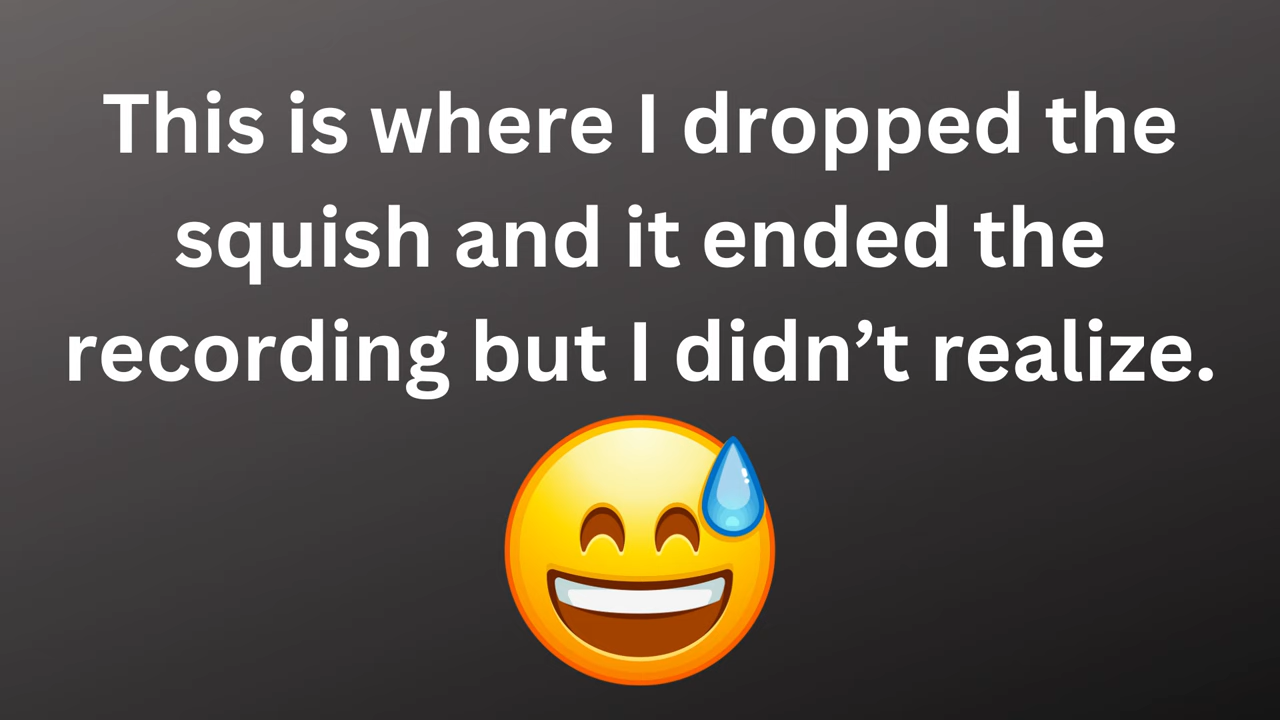 This is where I dropped the
squish and it ended the
recording but I didn’t realize.